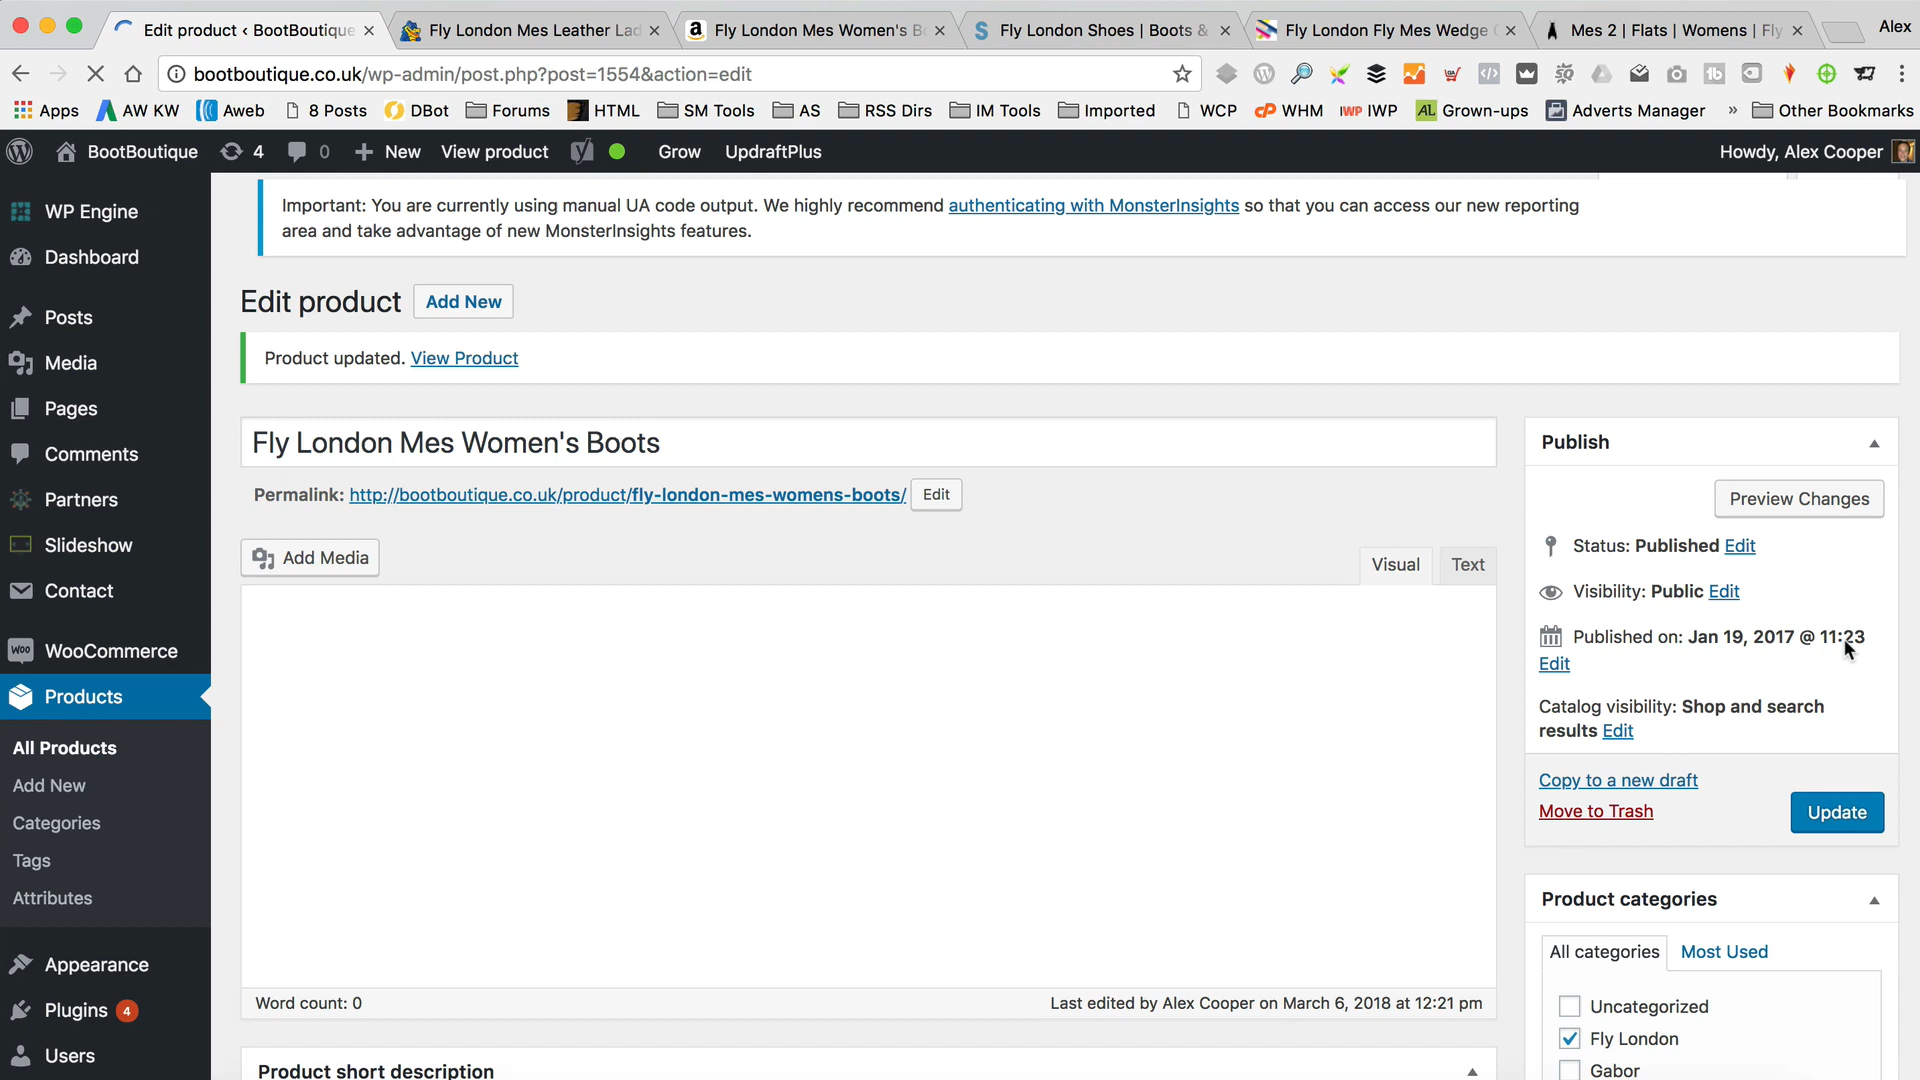 Edit product ‹ BootBoutique
Fly London Mes Leather Lad
Fly London Mes Women's B
Fly London Shoes | Boots &
Fly London Fly Mes Wedge
Mes 2 | Flats | Womens | Fly
Alex
bootboutique.co.uk/wp-admin/post.php?post=1554&action=edit
Apps
AW KW
Aweb
8 Posts
DBot
Forums
HTML
SM Tools
AS
RSS Dirs
IM Tools
Imported
WCP
cP WHM
IWP IWP
AL Grown-ups
Adverts Manager
»
Other Bookmarks
BootBoutique
4
0
New
View product
Grow
UpdraftPlus
Howdy, Alex Cooper
WP Engine
Dashboard
Posts
Media
Pages
Comments
Partners
Slideshow
Contact
WooCommerce
Products
All Products
Add New
Categories
Tags
Attributes
Appearance
Plugins 4
Users
Important: You are currently using manual UA code output. We highly recommend authenticating with MonsterInsights so that you can access our new reporting
area and take advantage of new MonsterInsights features.
Edit product
Add New
Product updated. View Product
Fly London Mes Women's Boots
Permalink: http://bootboutique.co.uk/product/fly-london-mes-womens-boots/ Edit
Add Media
Visual
Text
Word count: 0
Last edited by Alex Cooper on March 6, 2018 at 12:21 pm
Product short description
Publish
Preview Changes
Status: Published Edit
Visibility: Public Edit
Published on: Jan 19, 2017 @ 11:23
Edit
Catalog visibility: Shop and search
results Edit
Copy to a new draft
Move to Trash
Update
Product categories
All categories
Most Used
Uncategorized
Fly London
Gabor